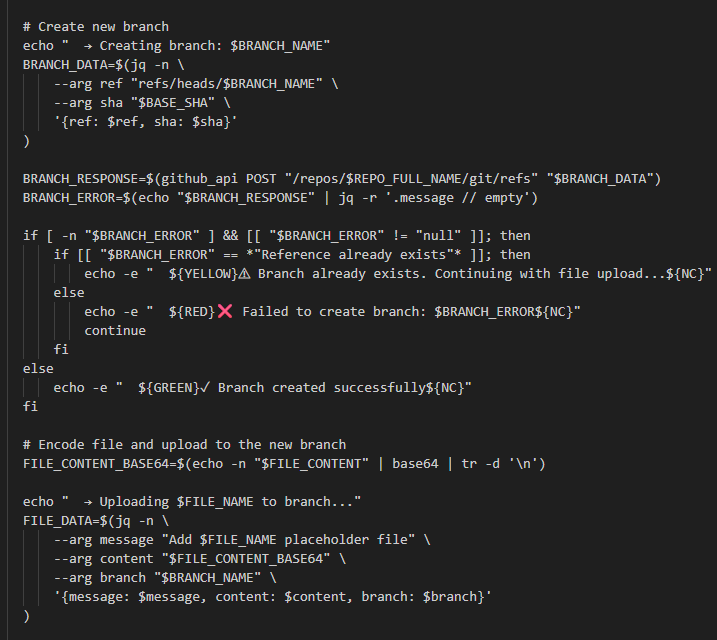 # Create new branch
echo "  → Creating branch: $BRANCH_NAME"
BRANCH_DATA=$(jq -n \
    --arg ref "refs/heads/$BRANCH_NAME" \
    --arg sha "$BASE_SHA" \
    '{ref: $ref, sha: $sha}'
)

BRANCH_RESPONSE=$(github_api POST "/repos/$REPO_FULL_NAME/git/refs" "$BRANCH_DATA")
BRANCH_ERROR=$(echo "$BRANCH_RESPONSE" | jq -r '.message // empty')

if [ -n "$BRANCH_ERROR" ] && [[ "$BRANCH_ERROR" != "null" ]]; then
    if [[ "$BRANCH_ERROR" == *"Reference already exists"* ]]; then
        echo -e "  ${YELLOW}⚠ Branch already exists. Continuing with file upload...${NC}"
    else
        echo -e "  ${RED}❌ Failed to create branch: $BRANCH_ERROR${NC}"
        continue
    fi
else
    echo -e "  ${GREEN}✓ Branch created successfully${NC}"
fi

# Encode file and upload to the new branch
FILE_CONTENT_BASE64=$(echo -n "$FILE_CONTENT" | base64 | tr -d '\n')

echo "  → Uploading $FILE_NAME to branch..."
FILE_DATA=$(jq -n \
    --arg message "Add $FILE_NAME placeholder file" \
    --arg content "$FILE_CONTENT_BASE64" \
    --arg branch "$BRANCH_NAME" \
    '{message: $message, content: $content, branch: $branch}'
)